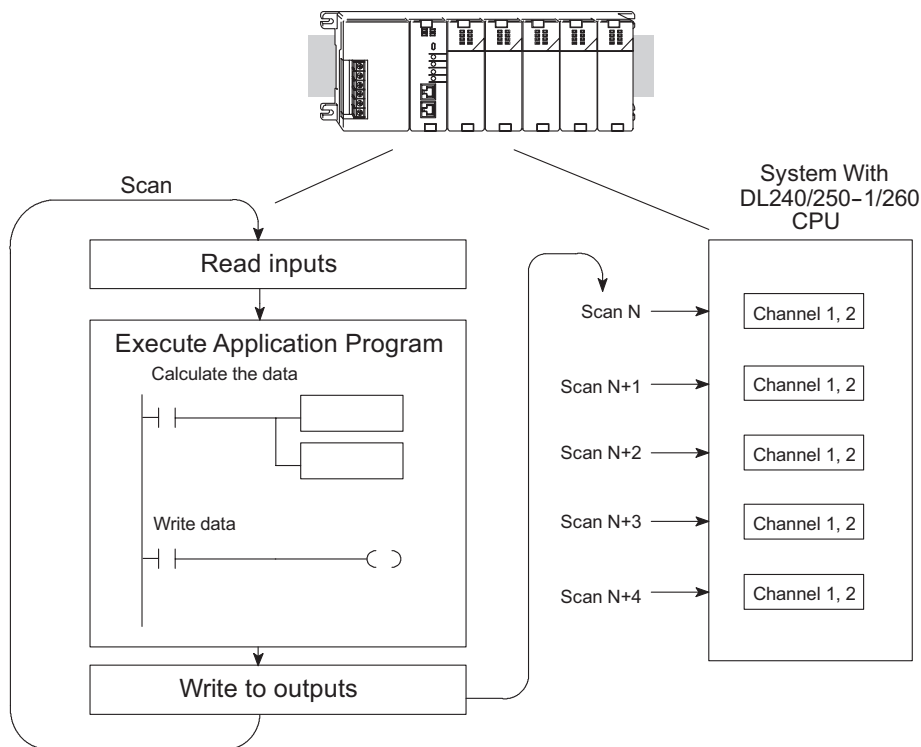 Scan
System With
DL240/250-1/260
CPU
Read inputs
Execute Application Program
Calculate the data
Write data
Write to outputs
Scan N
Channel 1, 2
Scan N+1
Channel 1, 2
Scan N+2
Channel 1, 2
Scan N+3
Channel 1, 2
Scan N+4
Channel 1, 2